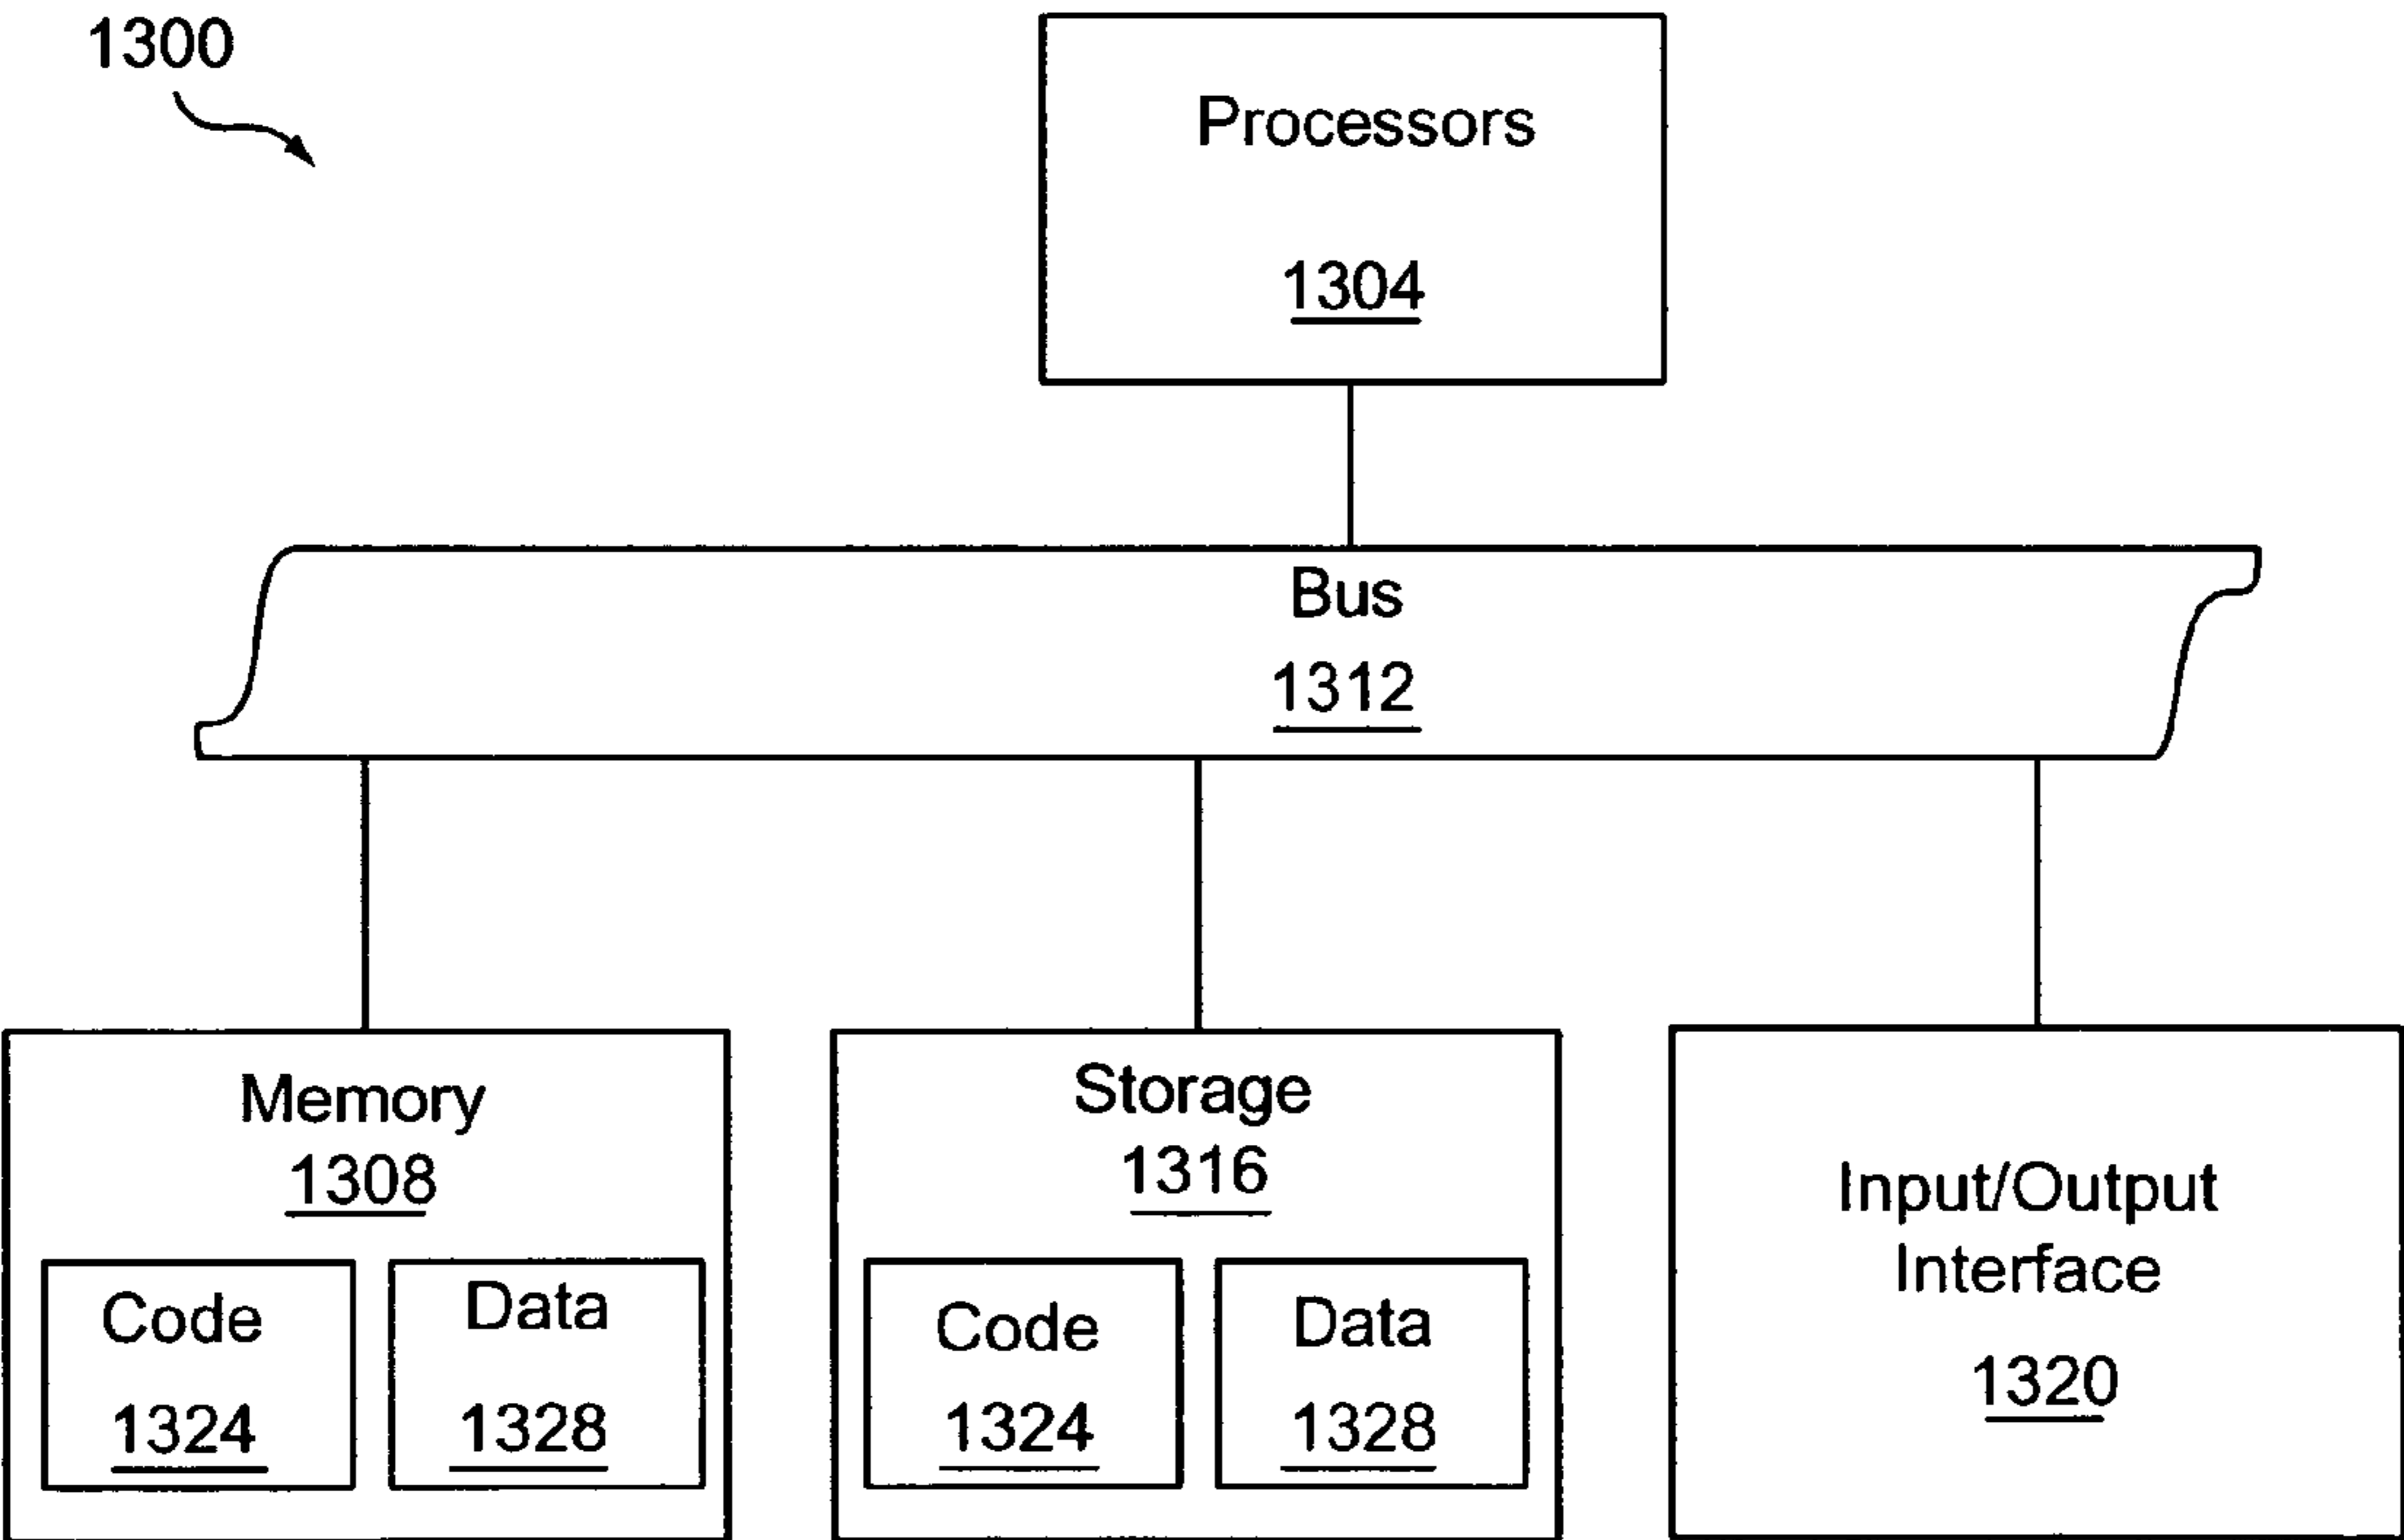 1300
Processors
1304
Bus
1312
Memory
1308
Code
1324
Data
1328
Storage
1316
Code
1324
Data
1328
Input/Output
Interface
1320